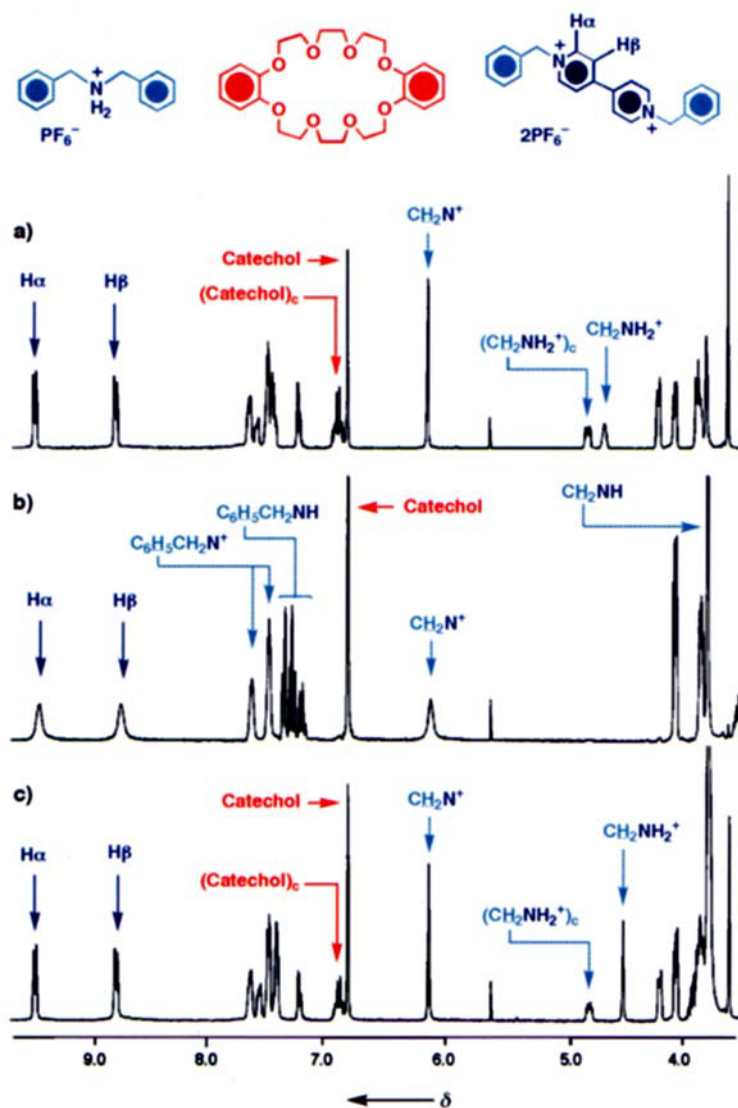 O O O O
O O O O
N+
H2
PF6−
Hα
N+
Hβ
N+
2PF6−
a)
CH2N+
Catechol
Hα
Hβ
(Catechol)c
(CH2NH2+)c
CH2NH2+
b)
C6H5CH2NH
Catechol
CH2NH
C6H5CH2N+
Hα
Hβ
CH2N+
c)
Catechol
CH2N+
CH2NH2+
Hα
Hβ
(Catechol)c
(CH2NH2+)c
9.0 8.0 7.0 6.0 5.0 4.0
δ